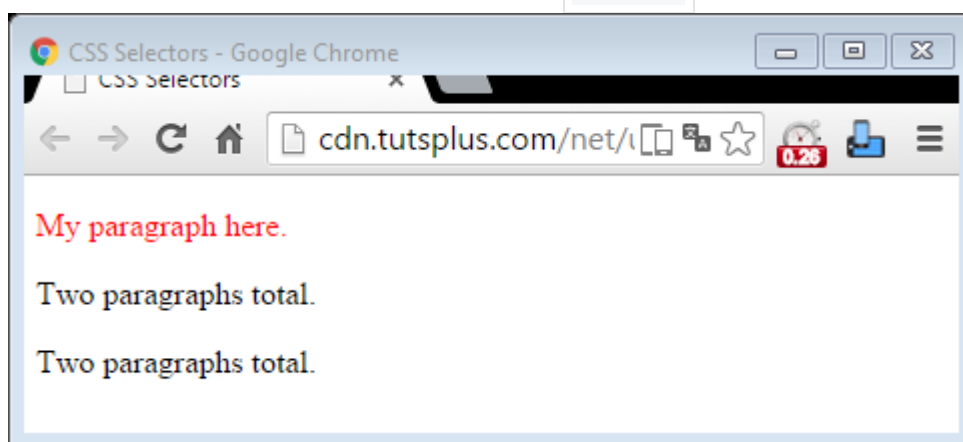 CSS Selectors - Google Chrome
CSS Selectors
cdn.tutsplus.com/net/
0.26
My paragraph here.
Two paragraphs total.
Two paragraphs total.